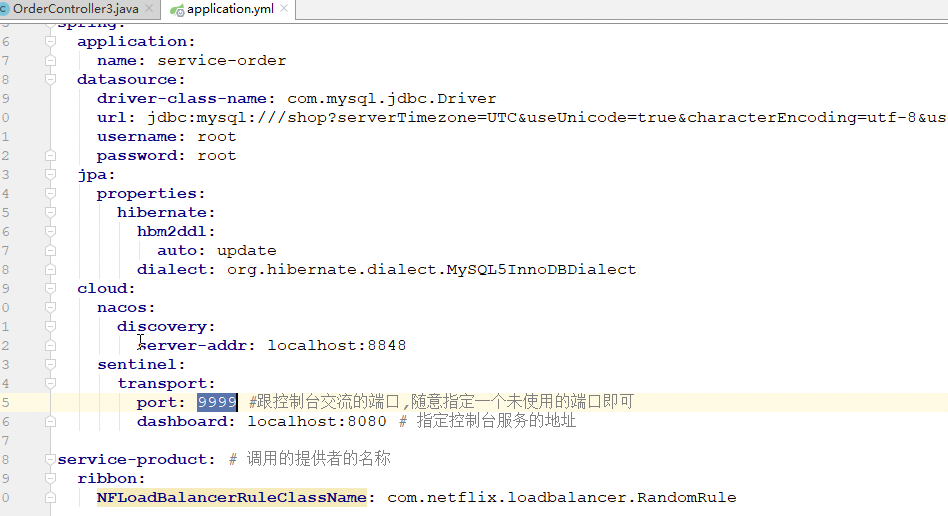 OrderController3.java application.yml
5 spring:
6 application:
7 name: service-order
8 datasource:
9 driver-class-name: com.mysql.jdbc.Driver
0 url: jdbc:mysql:///shop?serverTimezone=UTC&useUnicode=true&characterEncoding=utf-8&us
1 username: root
2 password: root
3 jpa:
4 properties:
5 hibernate:
6 hbm2ddl:
7 auto: update
8 dialect: org.hibernate.dialect.MySQL5InnoDBDialect
9 cloud:
0 nacos:
1 discovery:
2 server-addr: localhost:8848
3 sentinel:
4 transport:
5 port: 9999 #跟控制台交流的端口,随意指定一个未使用的端口即可
6 dashboard: localhost:8080 # 指定控制台服务的地址
7
8 service-product: # 调用的提供者的名称
9 ribbon:
0 NFLoadBalancerRuleClassName: com.netflix.loadbalancer.RandomRule